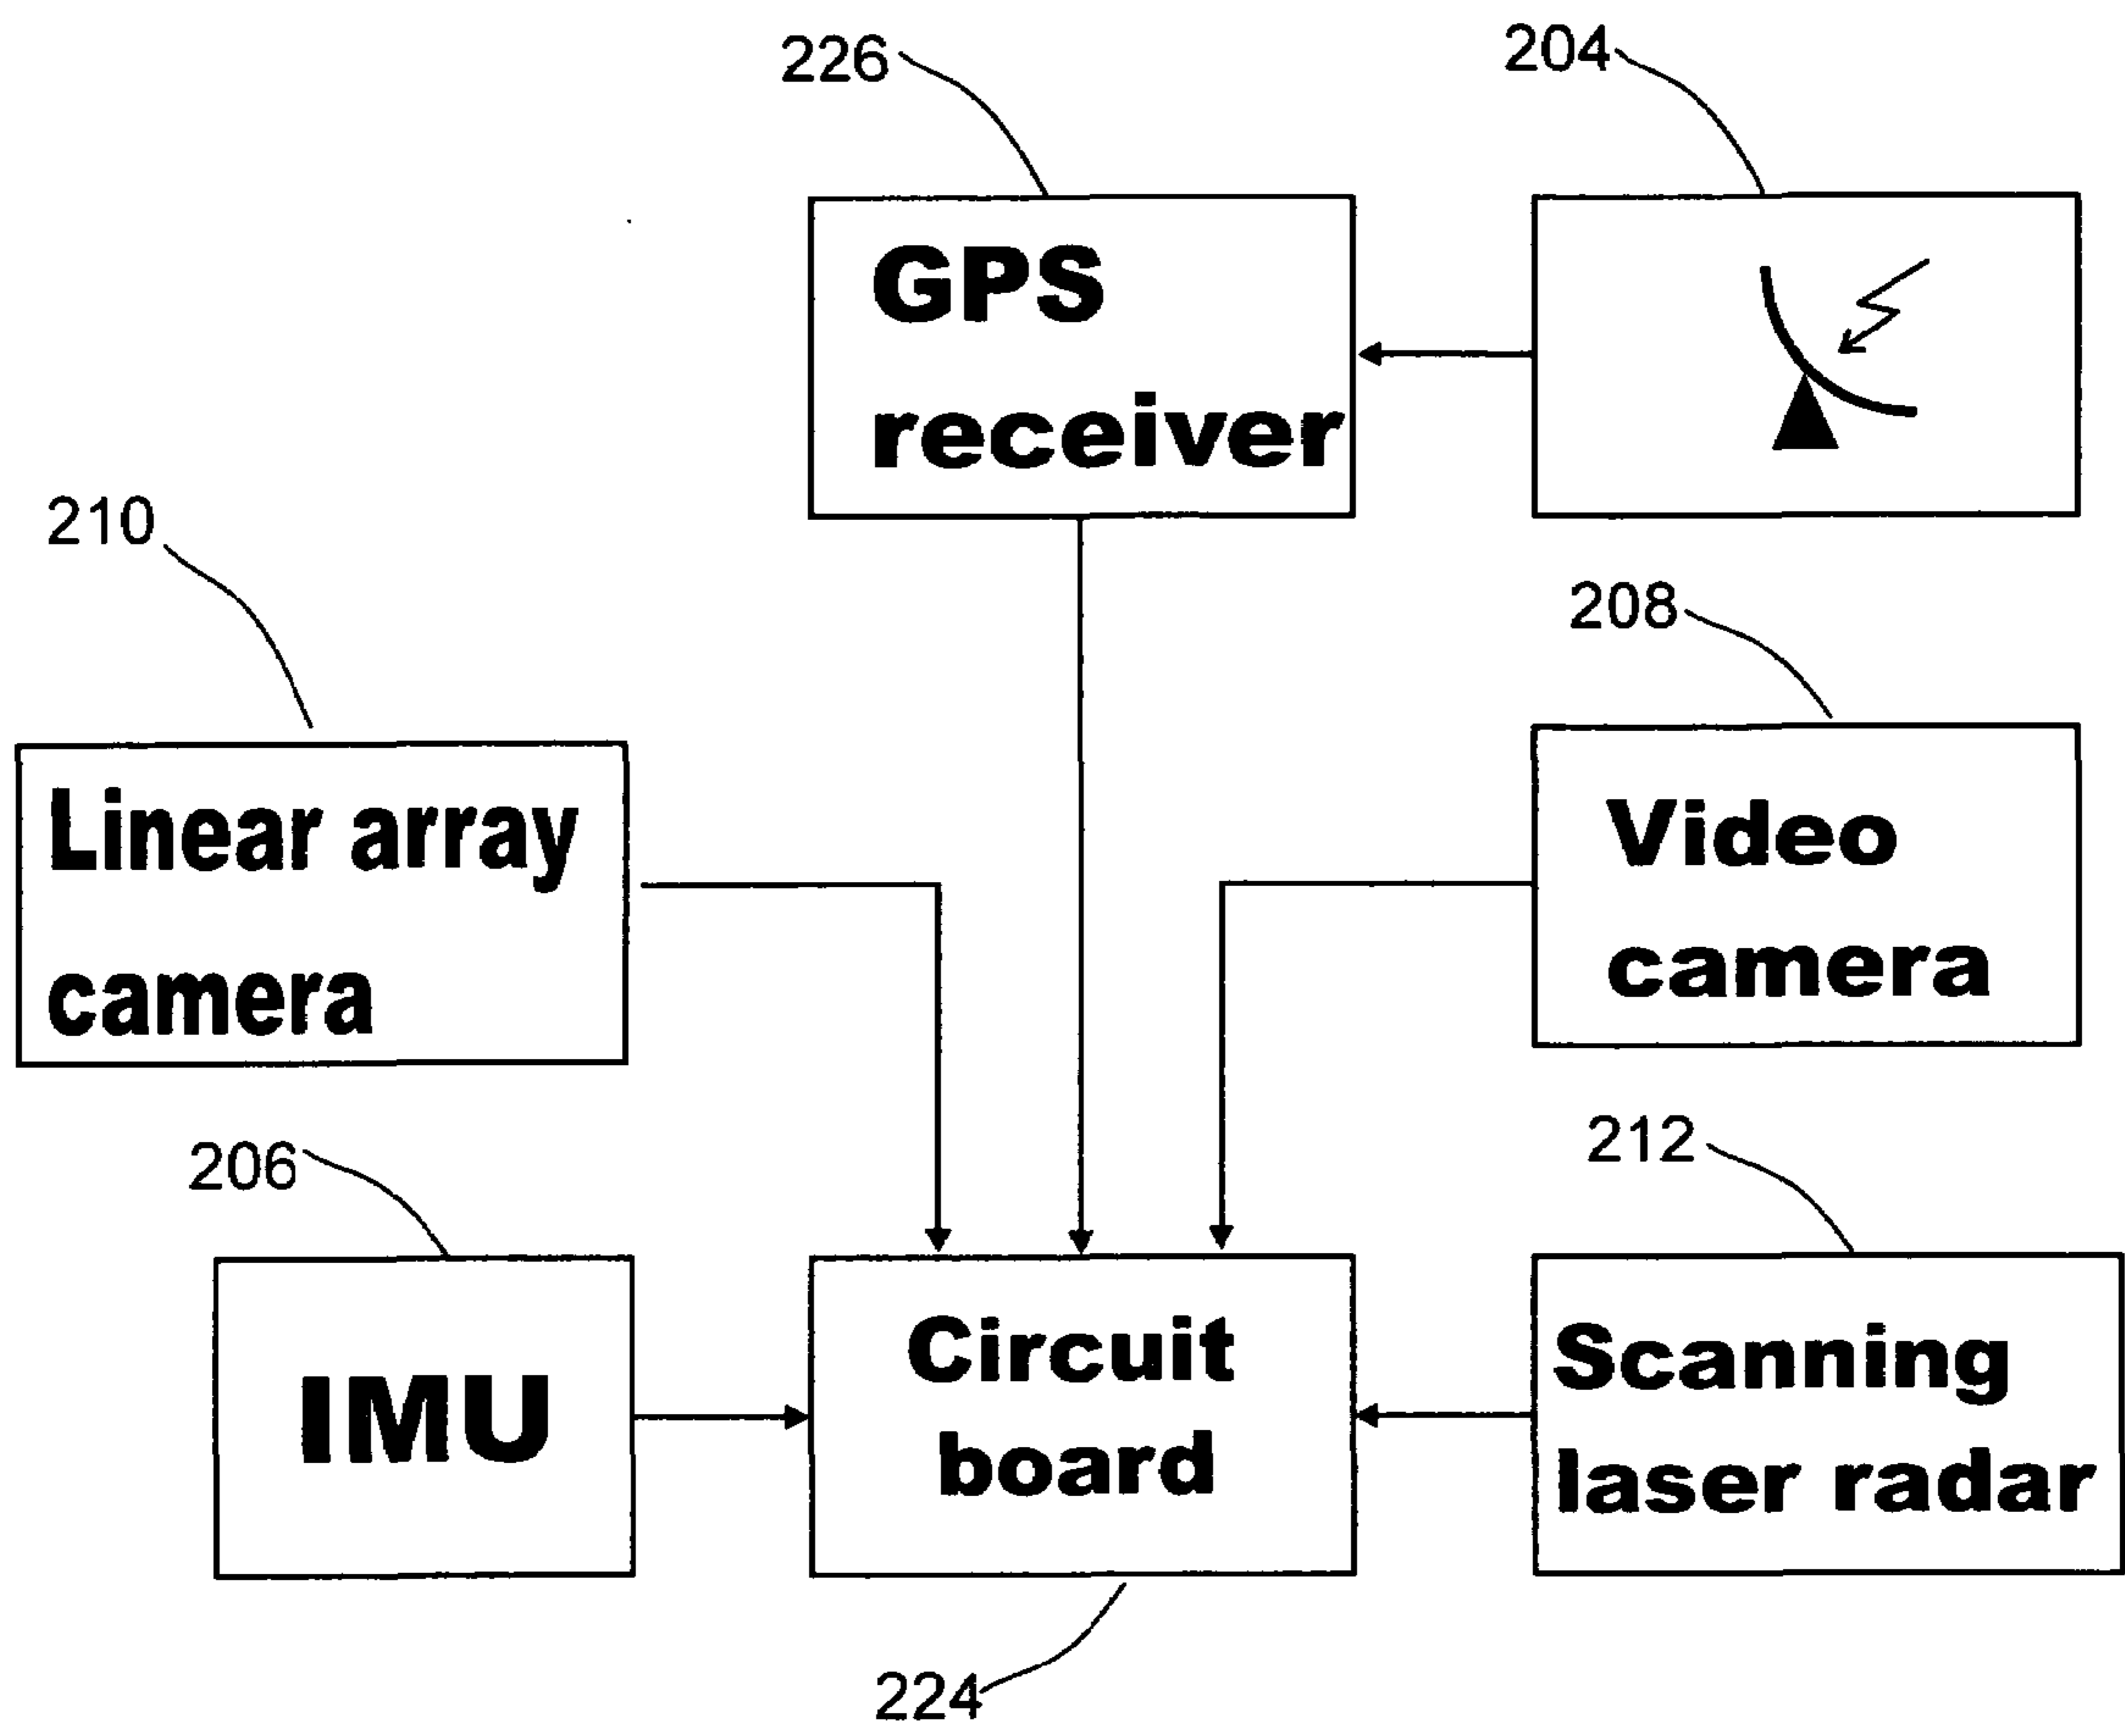 226
204
GPS
receiver
210
208
Linear array
camera
Video
camera
206
212
IMU
Circuit
board
Scanning
laser radar
224